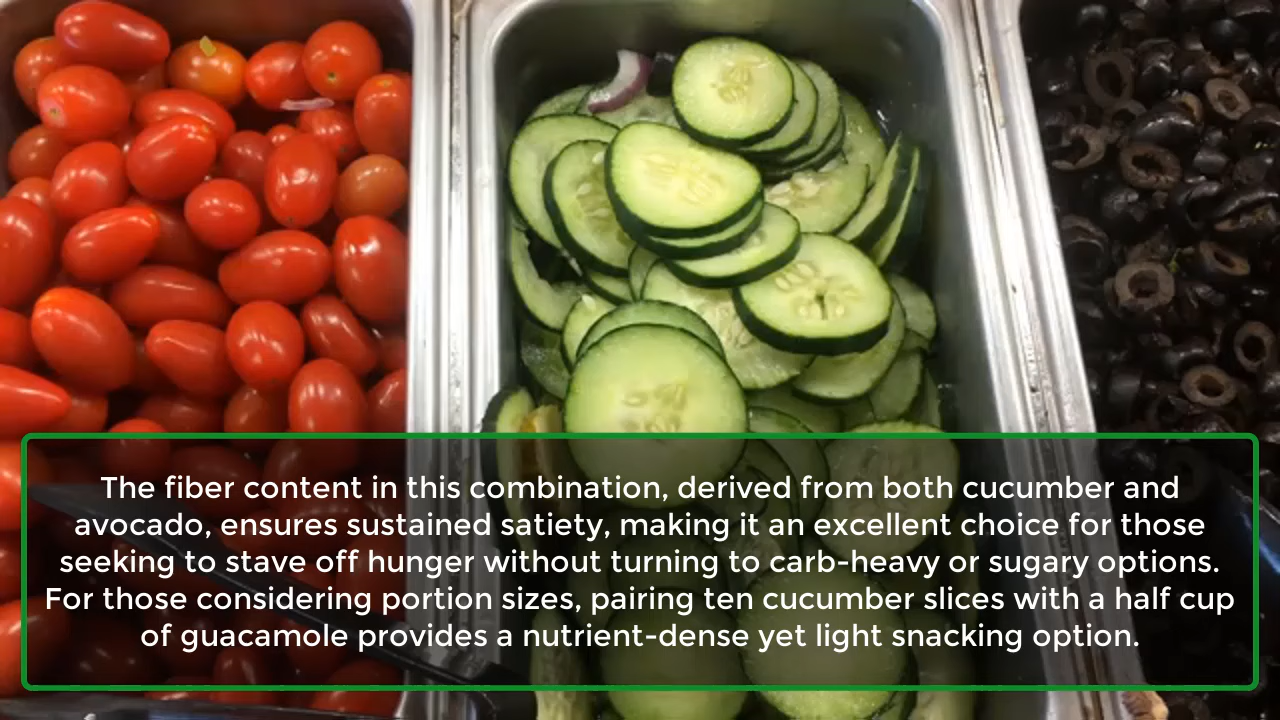 The fiber content in this combination, derived from both cucumber and
avocado, ensures sustained satiety, making it an excellent choice for those
seeking to stave off hunger without turning to carb-heavy or sugary options.
For those considering portion sizes, pairing ten cucumber slices with a half cup
of guacamole provides a nutrient-dense yet light snacking option.